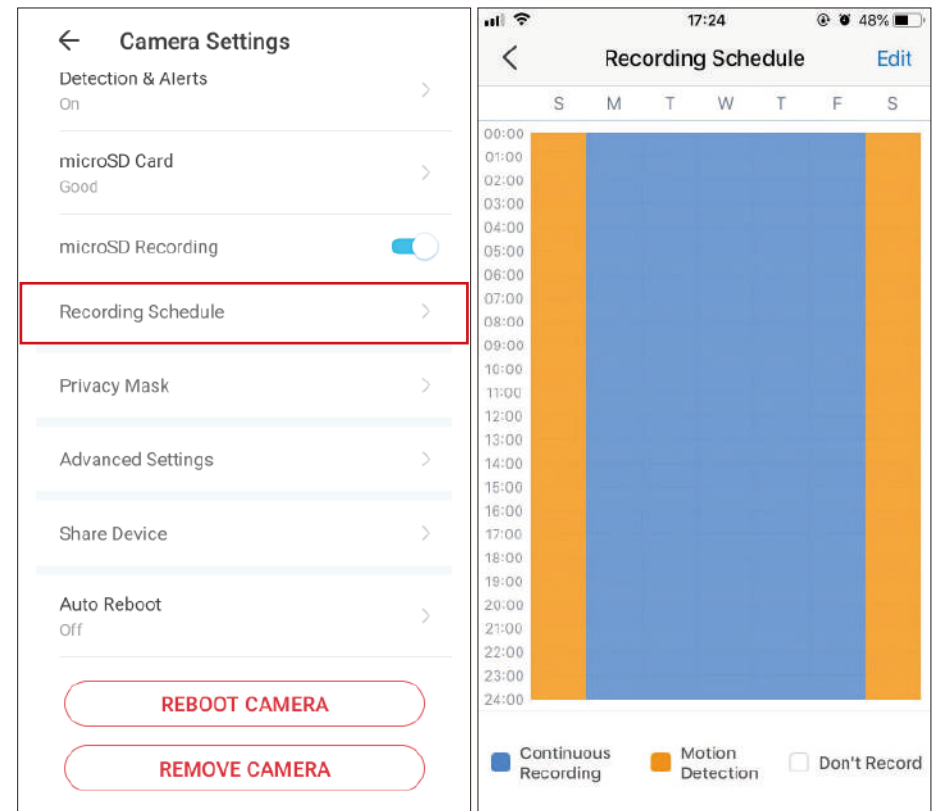 Camera Settings
Detection & Alerts
On
microSD Card
Good
microSD Recording
Recording Schedule
Privacy Mask
Advanced Settings
Share Device
Auto Reboot
Off
REBOOT CAMERA
REMOVE CAMERA
17:24
48%
Recording Schedule
Edit
S M T W T F S
00:00
01:00
02:00
03:00
04:00
05:00
06:00
07:00
08:00
09:00
10:00
11:00
12:00
13:00
14:00
15:00
16:00
17:00
18:00
19:00
20:00
21:00
22:00
23:00
24:00
Continuous
Recording
Motion
Detection
Don't Record